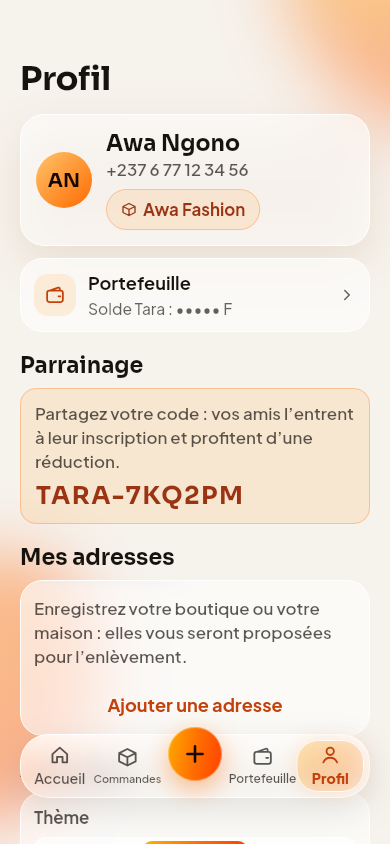 Profil
AN
Awa Ngono
+237 6 77 12 34 56
Awa Fashion
Portefeuille
Solde Tara : ••••• F
Parrainage
Partagez votre code : vos amis l’entrent
à leur inscription et profitent d’une
réduction.
TARA-7KQ2PM
Mes adresses
Enregistrez votre boutique ou votre
maison : elles vous seront proposées
pour l’enlèvement.
Ajouter une adresse
Accueil
Commandes
Portefeuille
Profil
Thème